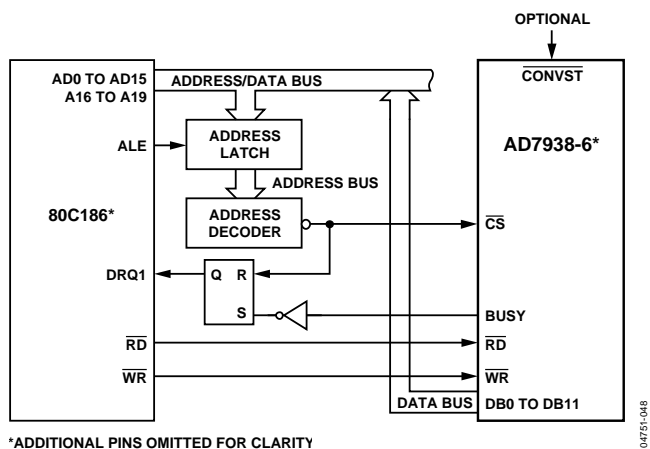 OPTIONAL
AD0 TO AD15
A16 TO A19
ADDRESS/DATA BUS
CONVST
ALE
ADDRESS
LATCH
AD7938-6*
ADDRESS BUS
80C186*
ADDRESS
DECODER
CS
DRQ1
Q R
S
BUSY
RD
RD
WR
WR
DATA BUS
DB0 TO DB11
04751-048
*ADDITIONAL PINS OMITTED FOR CLARITY